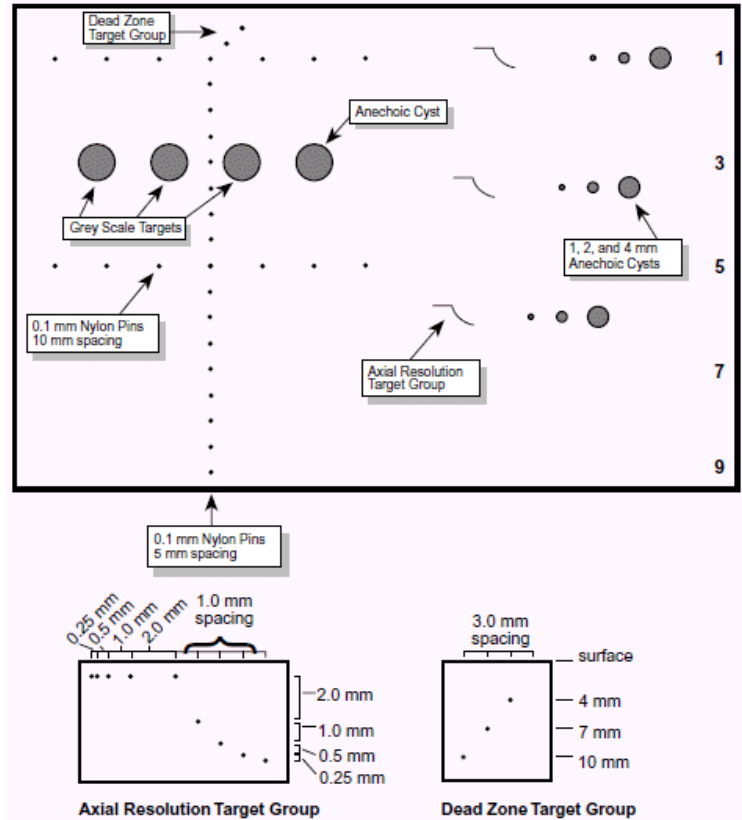 Dead Zone
Target Group
1
Anechoic Cyst
3
Grey Scale Targets
1, 2, and 4 mm
Anechoic Cysts
5
0.1 mm Nylon Pins
10 mm spacing
Axial Resolution
Target Group
7
9
0.1 mm Nylon Pins
5 mm spacing
0.25 mm
0.5 mm
1.0 mm
2.0 mm
1.0 mm
spacing
2.0 mm
1.0 mm
0.5 mm
0.25 mm
Axial Resolution Target Group
3.0 mm
spacing
surface
4 mm
7 mm
10 mm
Dead Zone Target Group